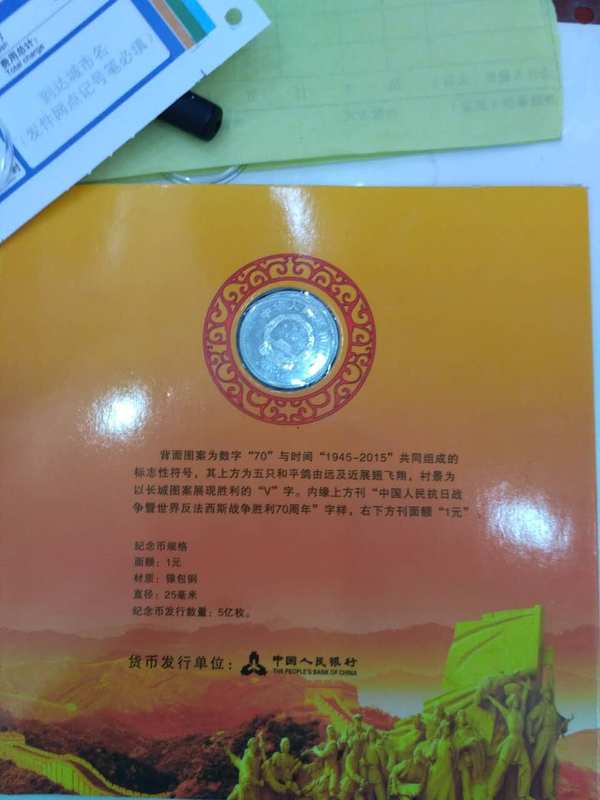 费用总计：
Total charge
到达城市名
（发件网点记号笔必填）
背面图案为数字“70”与时间“1945-2015”共同组成的
标志性符号，其上方为五只和平鸽由远及近展翅飞翔，衬景为
以长城图案展现胜利的“V”字。内缘上方刊“中国人民抗日战
争暨世界反法西斯战争胜利70周年”字样，右下方刊面额“1元”
纪念币规格
面额：1元
材质：镍包钢
直径：25毫米
纪念币发行数量：5亿枚。
货币发行单位：
中国人民银行
THE PEOPLE'S BANK OF CHINA